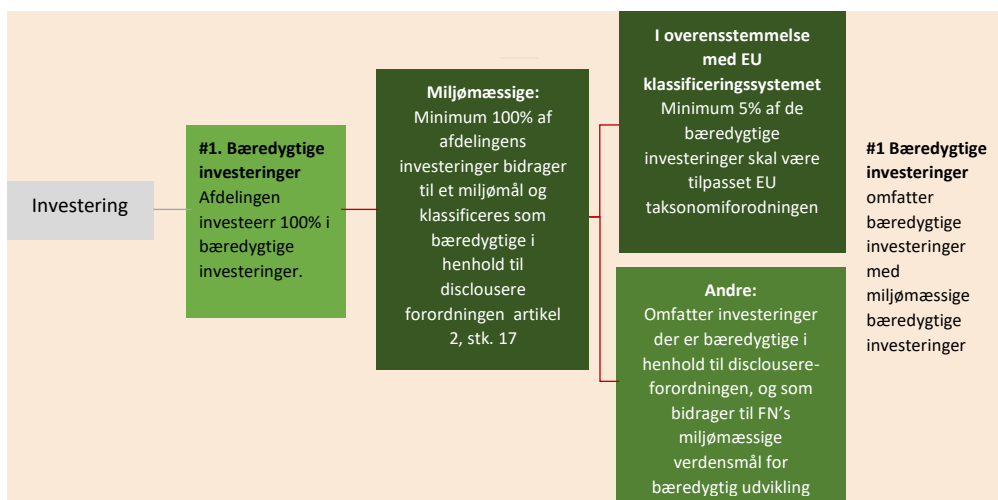 Investering
#1. Bæredygtige
investeringer
Afdelingen
investeerr 100% i
bæredygtige
investeringer.
Miljømæssige:
Minimum 100% af
afdelingens
investeringer bidrager
til et miljømål og
klassificeres som
bæredygtige i
henhold til
disclousere
forordningen artikel
2, stk. 17
I overensstemmelse
med EU
klassificeringssystemet
Minimum 5% af de
bæredygtige
investeringer skal være
tilpasset EU
taksonomiforodningen
Andre:
Omfatter investeringer
der er bæredygtige i
henhold til disclousere-
forordningen, og som
bidrager til FN's
miljømæssige
verdensmål for
bæredygtig udvikling
#1 Bæredygtige
investeringer
omfatter
bæredygtige
investeringer
med
miljømæssige
bæredygtige
investeringer